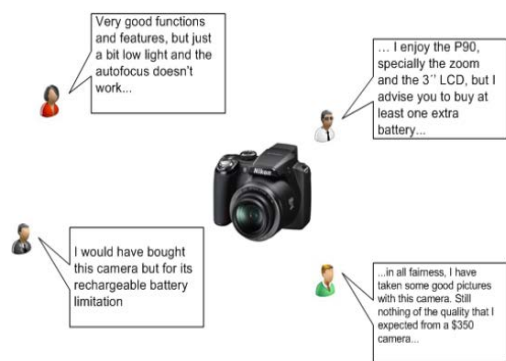 Very good functions
and features, but just
a bit low light and the
autofocus doesn't
work...
... I enjoy the P90,
specially the zoom
and the 3´´ LCD, but I
advise you to buy at
least one extra
battery...
Nikon
I would have bought
this camera but for its
rechargeable battery
limitation
...in all fairness, I have
taken some good pictures
with this camera. Still
nothing of the quality that I
expected from a $350
camera...